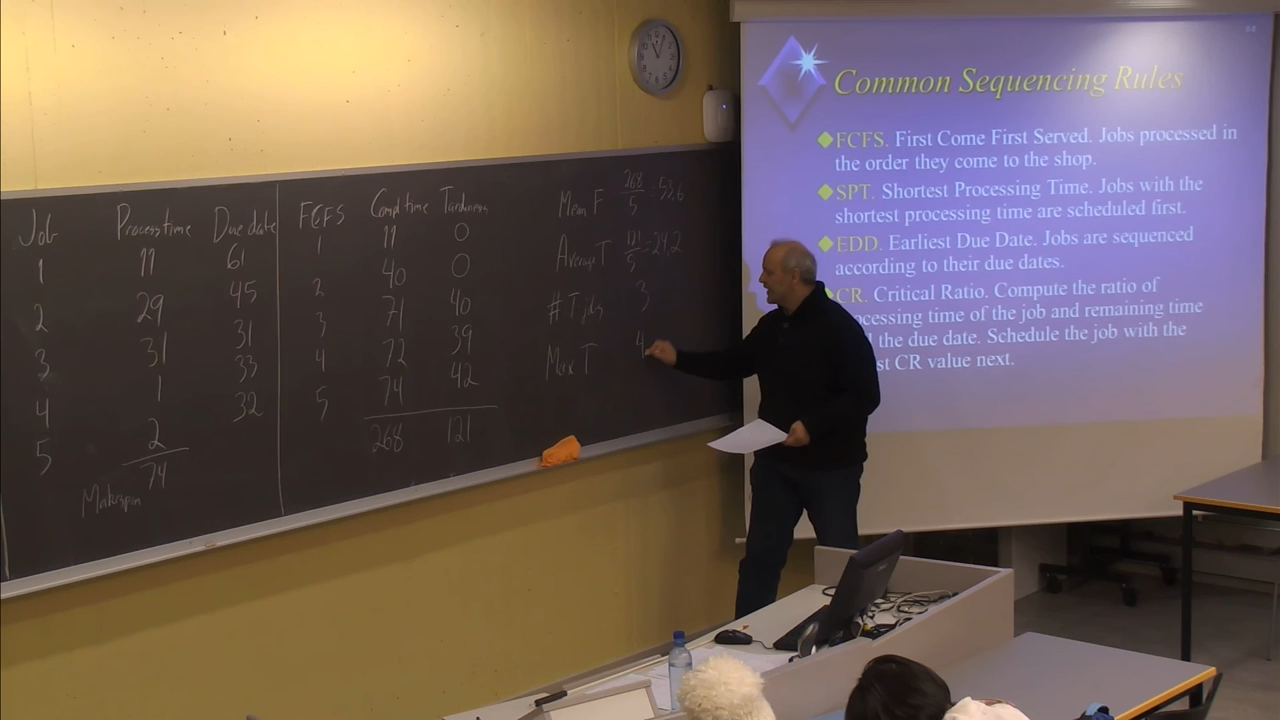 Job Process time Due date FCFS Compl time Tardiness
1 11 61 1 11 0
2 29 45 2 40 0
3 31 31 3 71 40
4 1 33 4 72 39
5 2 32 5 74 42
74 268 121
Makespan
Mean F 268/5 = 53,6
Average T 121/5 = 24,2
#T jobs 3
Max T 4
Common Sequencing Rules
FCFS. First Come First Served. Jobs processed in
the order they come to the shop.
SPT. Shortest Processing Time. Jobs with the
shortest processing time are scheduled first.
EDD. Earliest Due Date. Jobs are sequenced
according to their due dates.
CR. Critical Ratio. Compute the ratio of
ocessing time of the job and remaining time
the due date. Schedule the job with the
st CR value next.